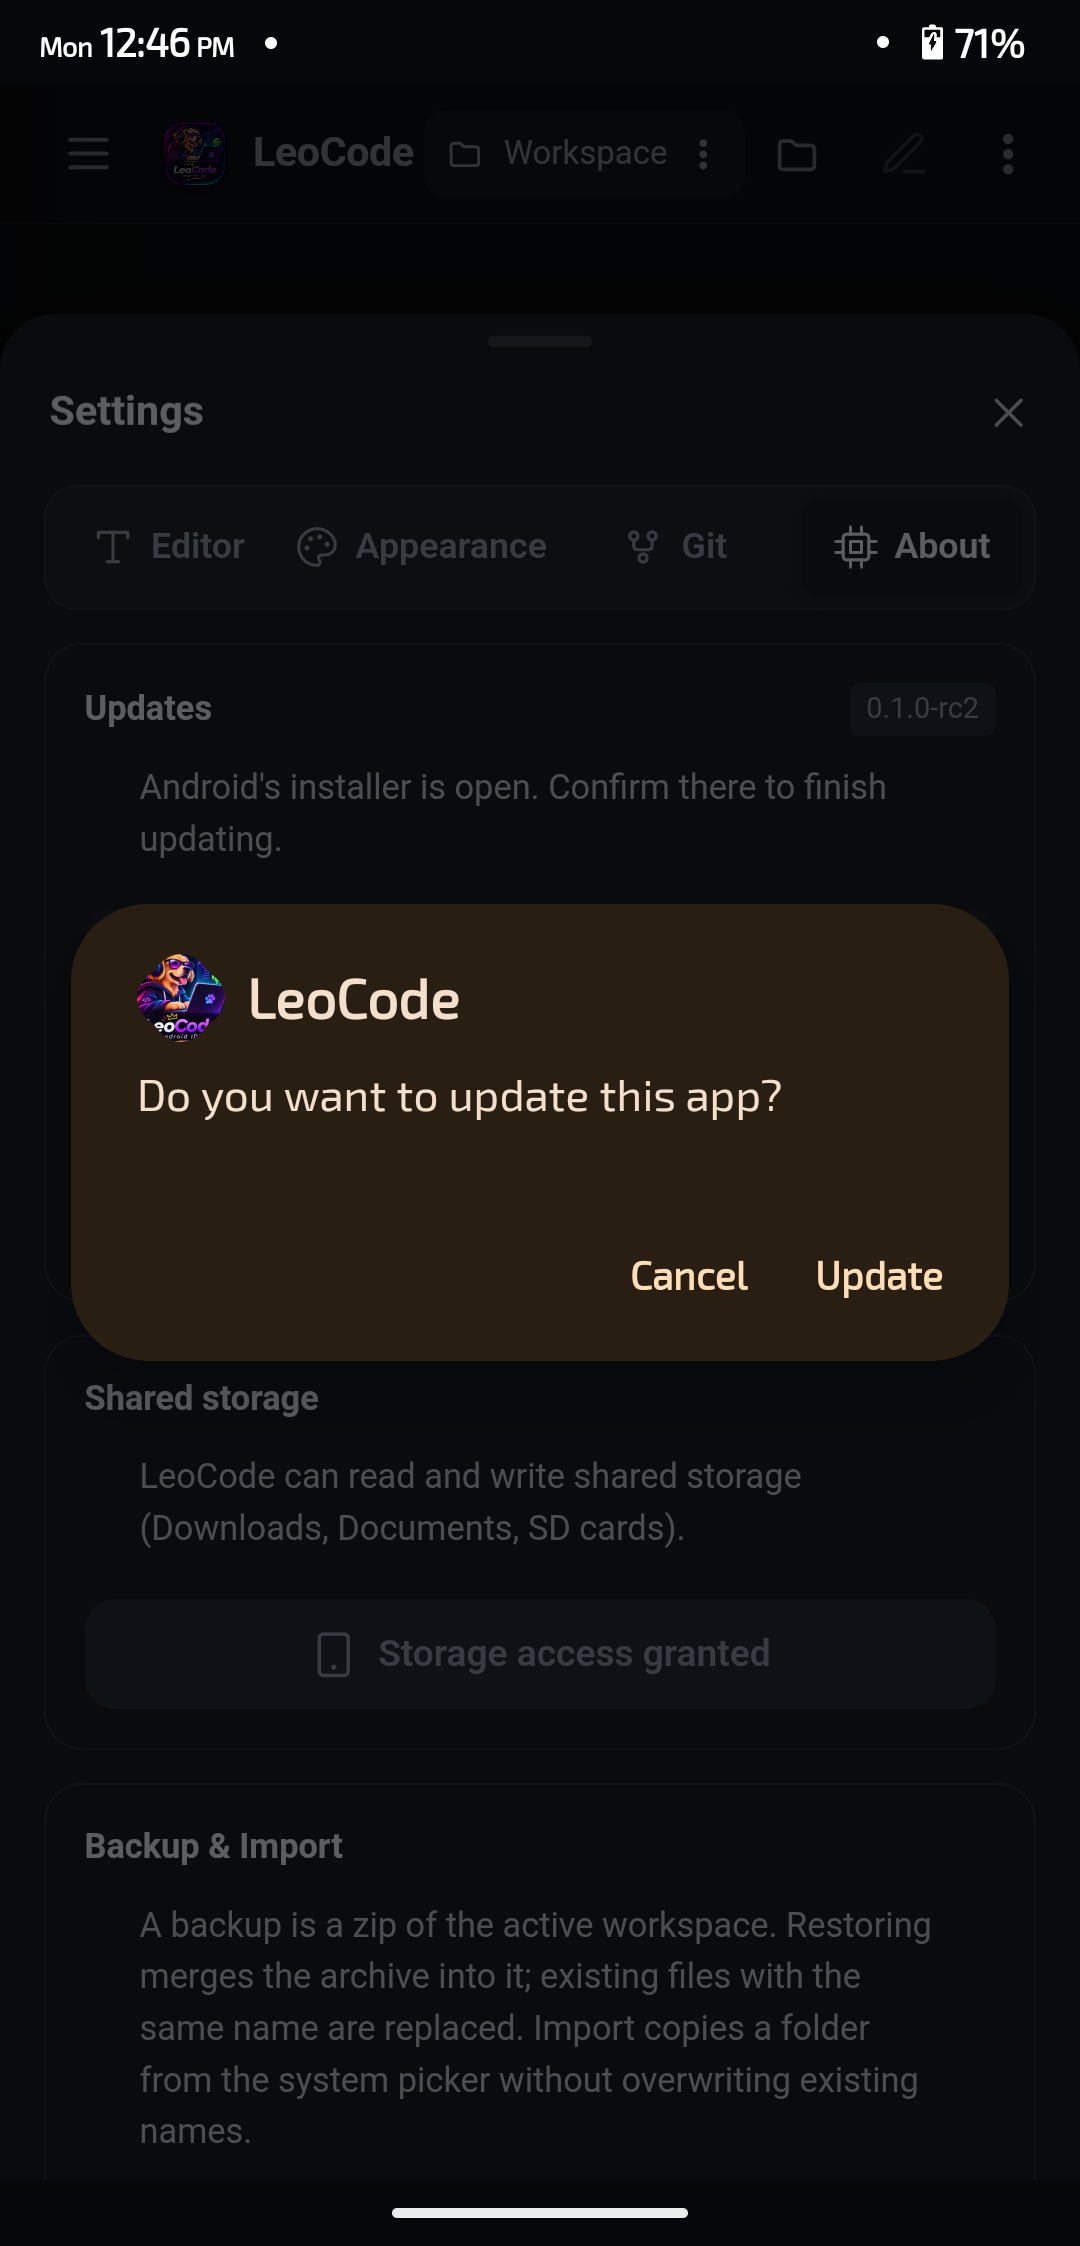 Mon 12:46 PM
71%
LeoCode
Workspace
Settings
Editor
Appearance
Git
About
Updates
0.1.0-rc2
Android's installer is open. Confirm there to finish
updating.
LeoCode
Do you want to update this app?
Cancel
Update
Shared storage
LeoCode can read and write shared storage
(Downloads, Documents, SD cards).
Storage access granted
Backup & Import
A backup is a zip of the active workspace. Restoring
merges the archive into it; existing files with the
same name are replaced. Import copies a folder
from the system picker without overwriting existing
names.